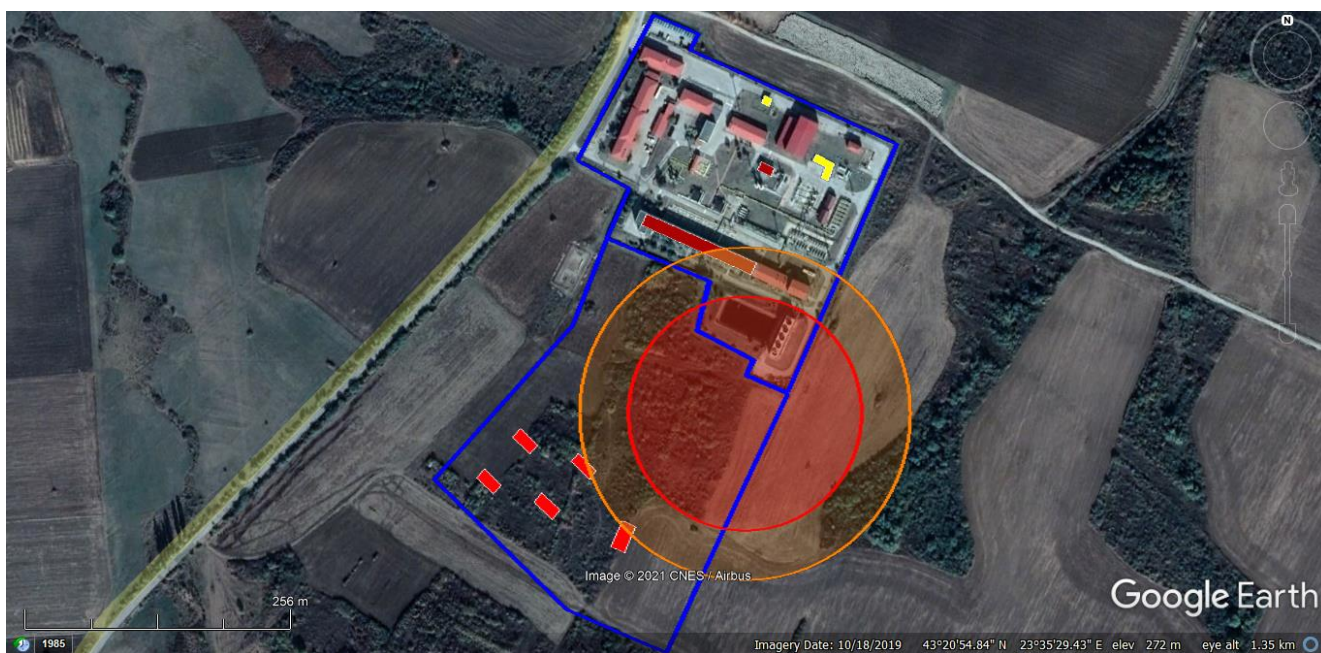 N
256 m
Image © 2021 CNES / Airbus
Google Earth
1985
Imagery Date: 10/18/2019 43°20'54.84" N 23°35'29.43" E elev 272 m eye alt 1.35 km